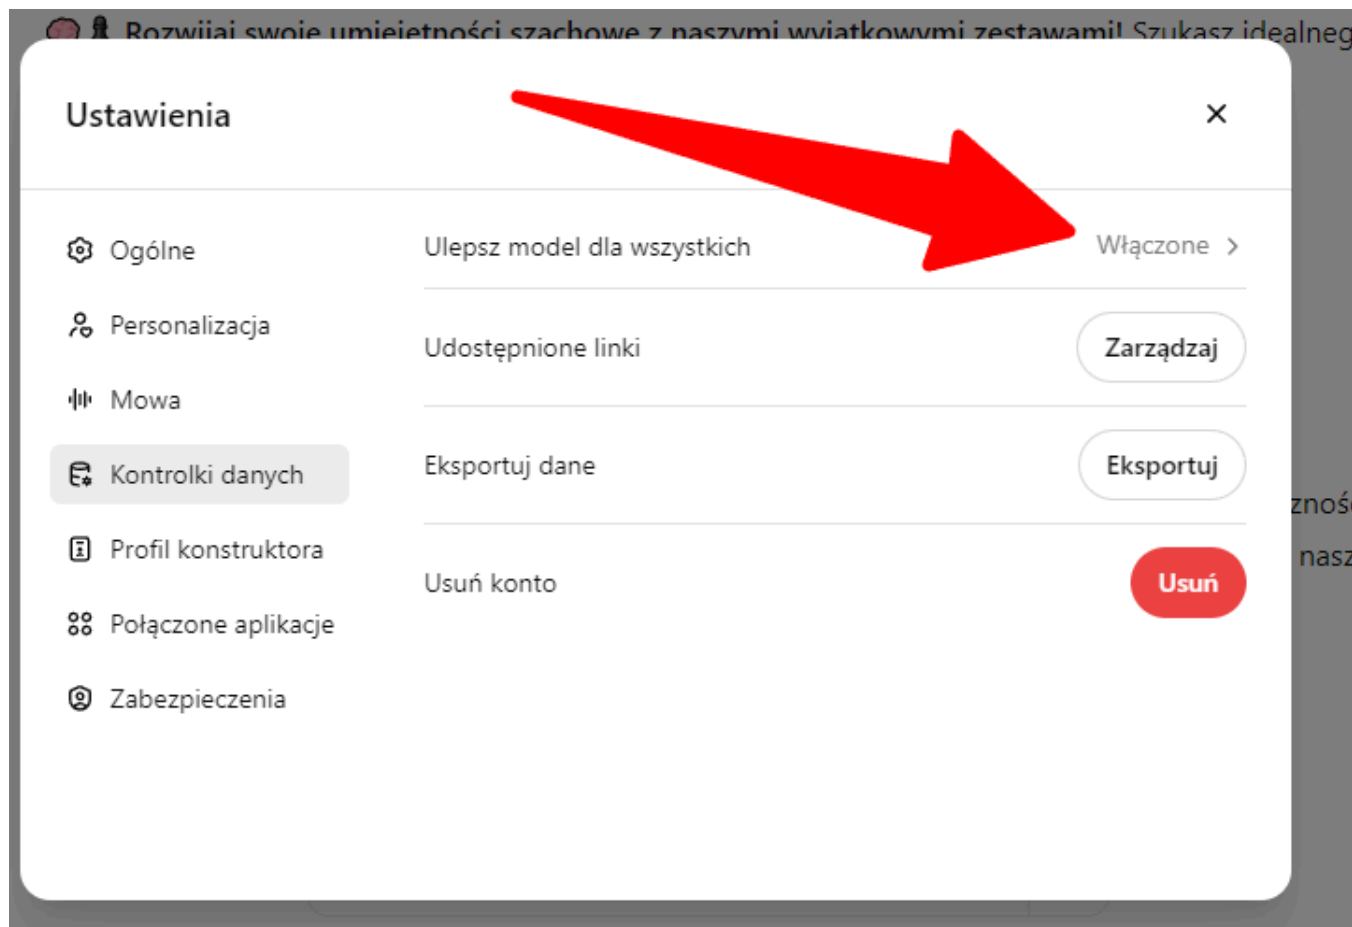 Rozwijaj swoje umiejętności szachowe z naszymi wyjątkowymi zestawami! Szukasz idealneg
Ustawienia
Ogólne
Personalizacja
Mowa
Kontrolki danych
Profil konstruktora
Połączone aplikacje
Zabezpieczenia
Ulepsz model dla wszystkich
Włączone
Udostępnione linki
Zarządzaj
Eksportuj dane
Eksportuj
Usuń konto
Usuń
nasz